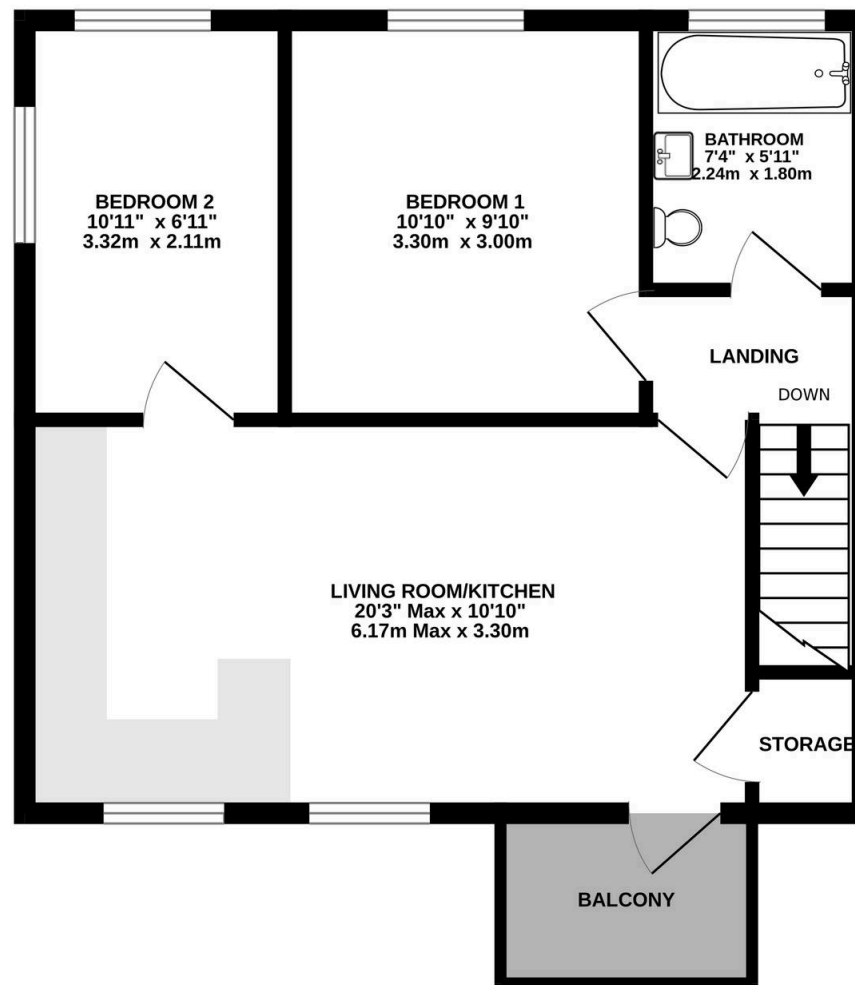 BATHROOM
7'4" x 5'11"
2.24m x 1.80m
BEDROOM 2
10'11" x 6'11"
3.32m x 2.11m
BEDROOM 1
10'10" x 9'10"
3.30m x 3.00m
LANDING
DOWN
LIVING ROOM/KITCHEN
20'3" Max x 10'10"
6.17m Max x 3.30m
STORAGE
BALCONY